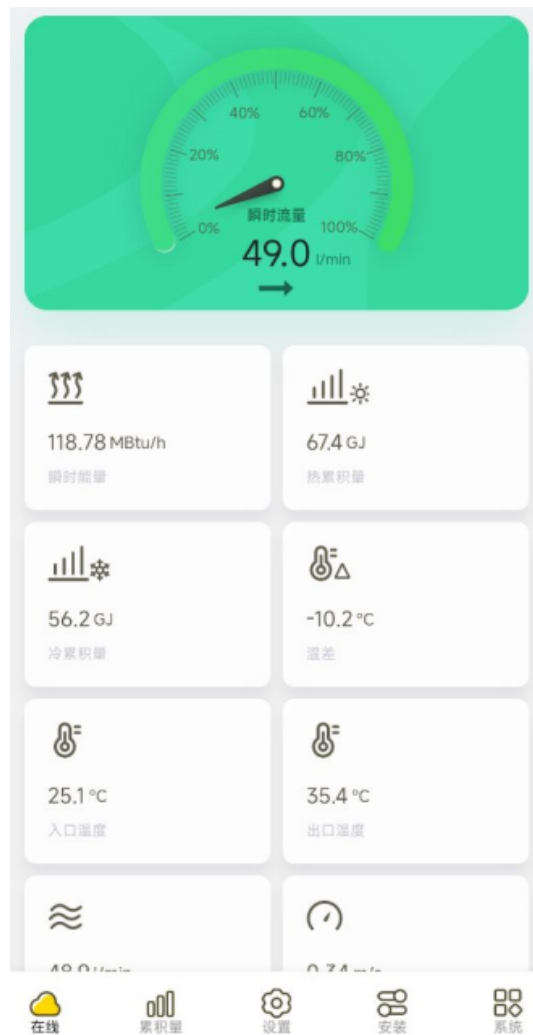 40% 60%
20% 80%
0% 瞬时流量 100%
49.0 l/min
118.78 MBtu/h
瞬时能量
67.4 GJ
热累积量
56.2 GJ
冷累积量
-10.2 °C
温差
25.1 °C
入口温度
35.4 °C
出口温度
在线 累积量 设置 安装 系统